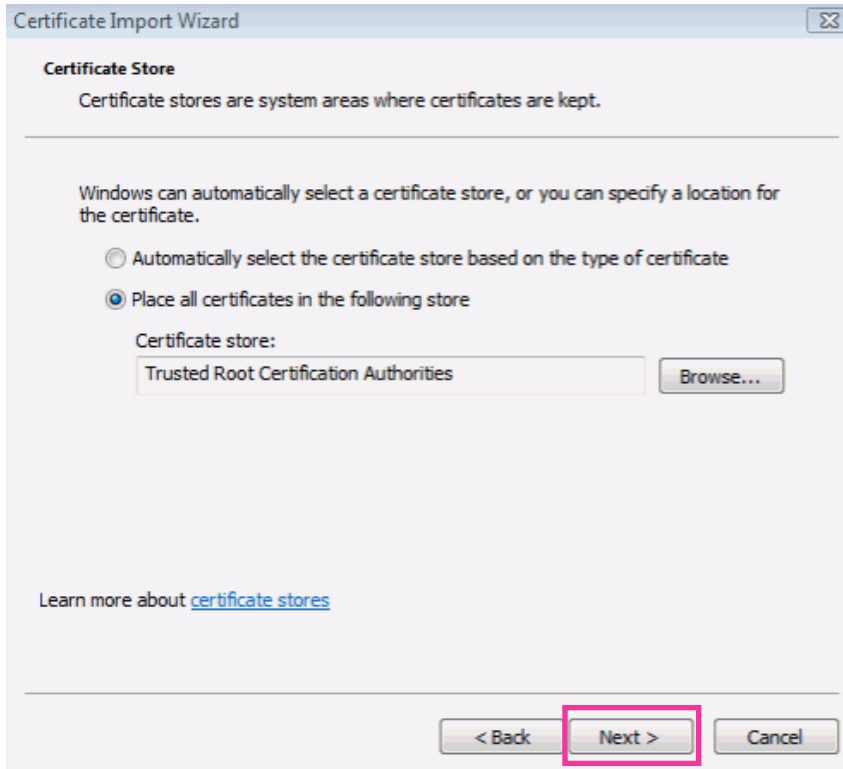 Certificate Import Wizard
Certificate Store
Certificate stores are system areas where certificates are kept.
Windows can automatically select a certificate store, or you can specify a location for
the certificate.
Automatically select the certificate store based on the type of certificate
Place all certificates in the following store
Certificate store:
Trusted Root Certification Authorities
Browse...
Learn more about certificate stores
< Back
Next >
Cancel